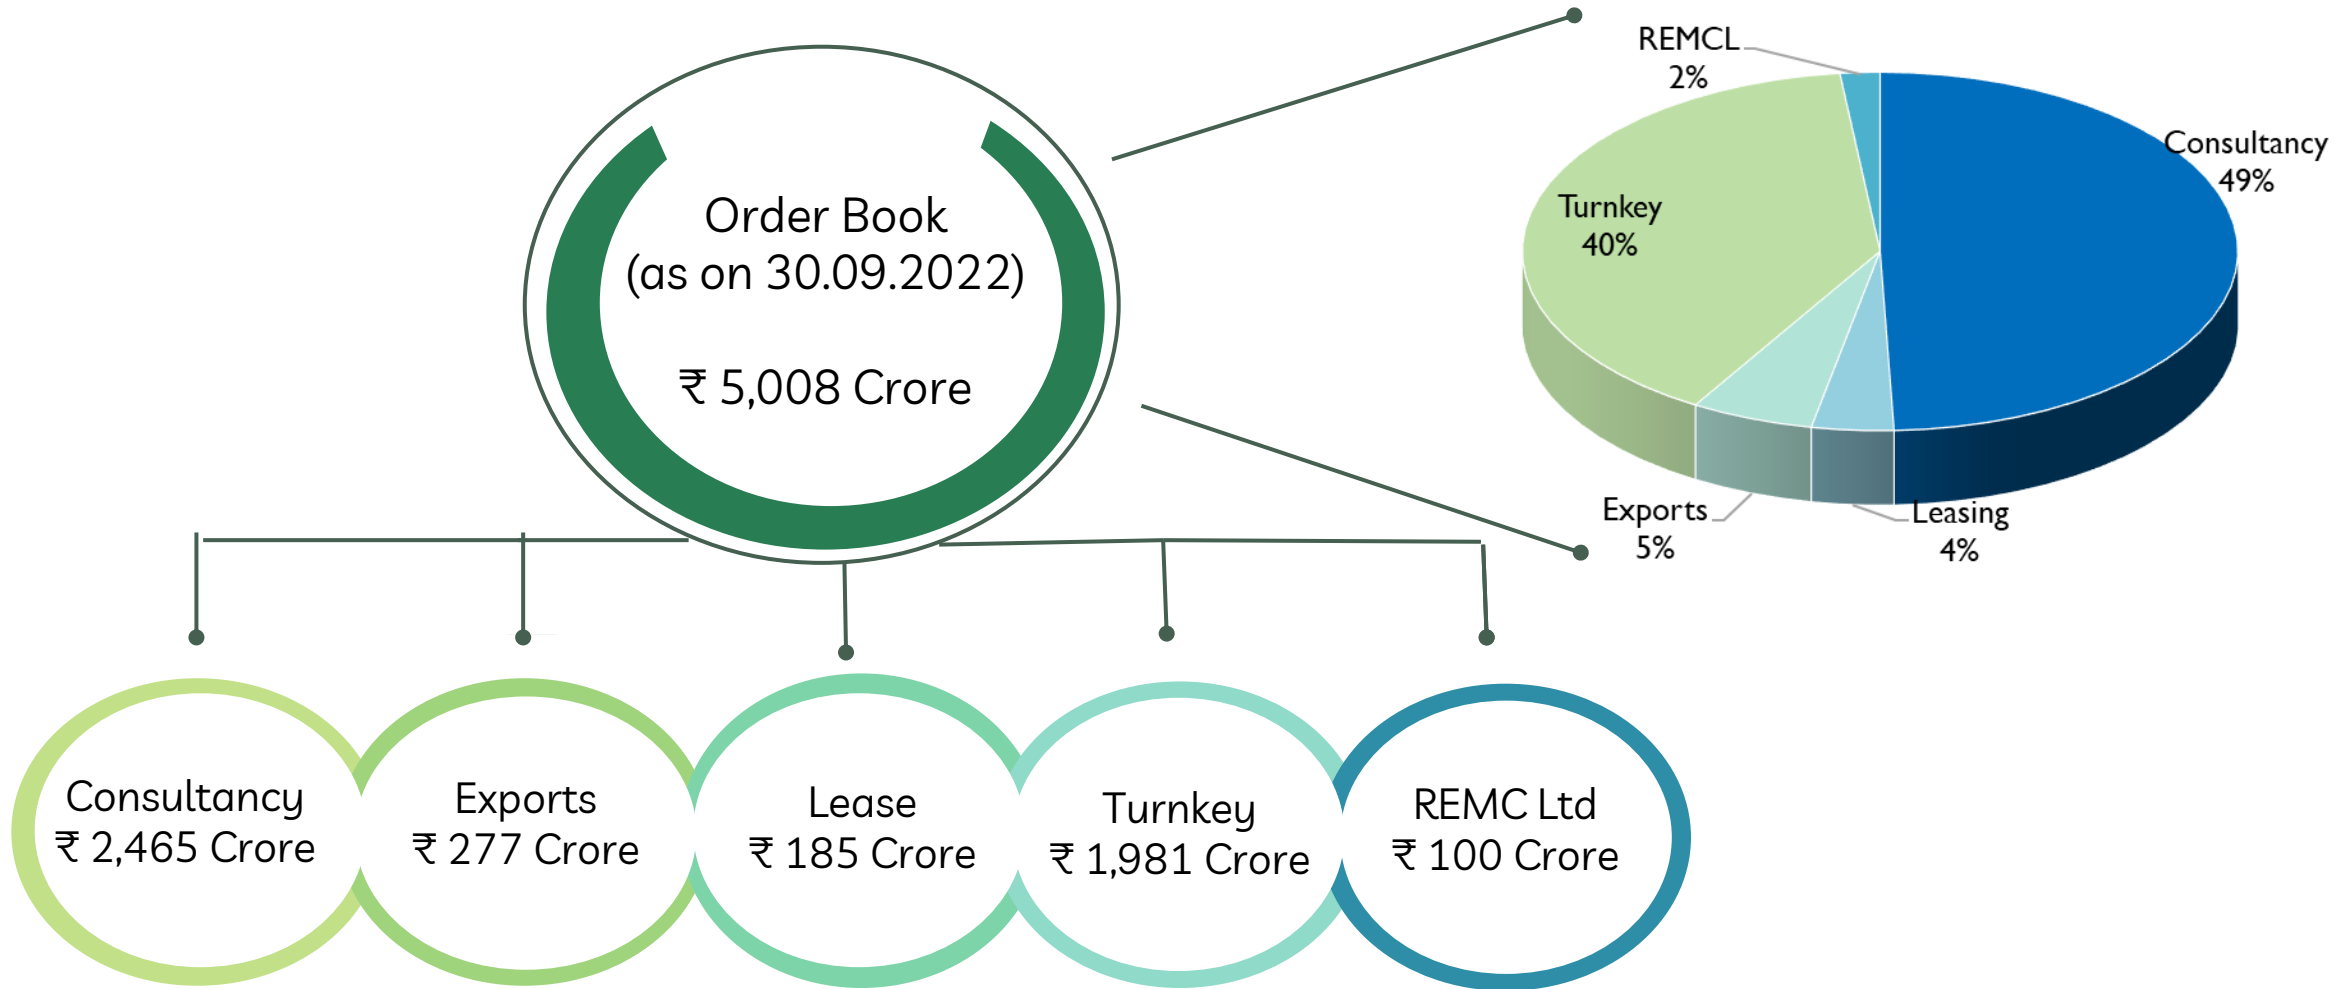 Order Book
(as on 30.09.2022)
₹ 5,008 Crore
REMCL
2%
Consultancy
49%
Turnkey
40%
Exports
5%
Leasing
4%
Consultancy
₹ 2,465 Crore
Exports
₹ 277 Crore
Lease
₹ 185 Crore
Turnkey
₹ 1,981 Crore
REMC Ltd
₹ 100 Crore